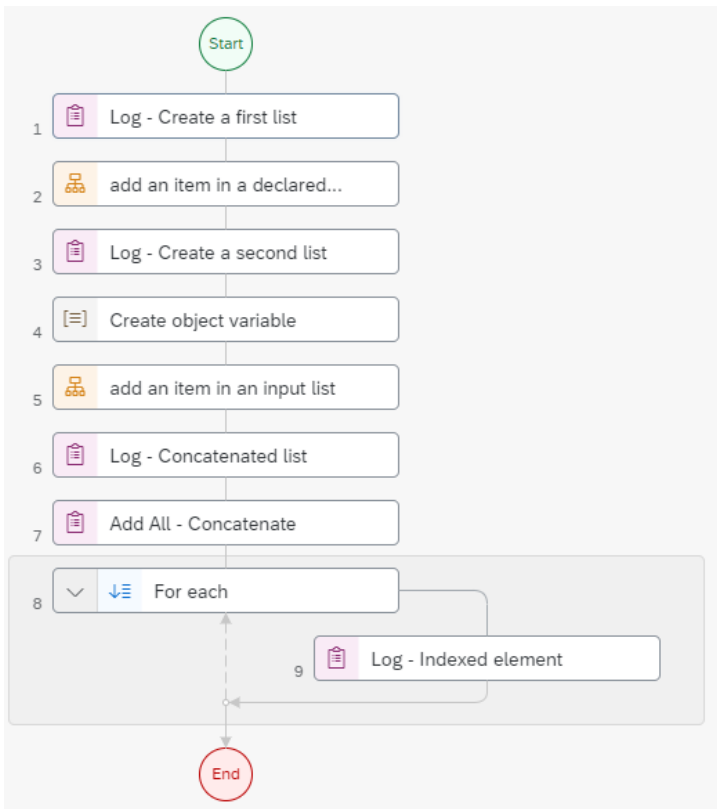 Start
1 Log - Create a first list
2 add an item in a declared...
3 Log - Create a second list
4 [=] Create object variable
5 add an item in an input list
6 Log - Concatenated list
7 Add All - Concatenate
8 For each
9 Log - Indexed element
End